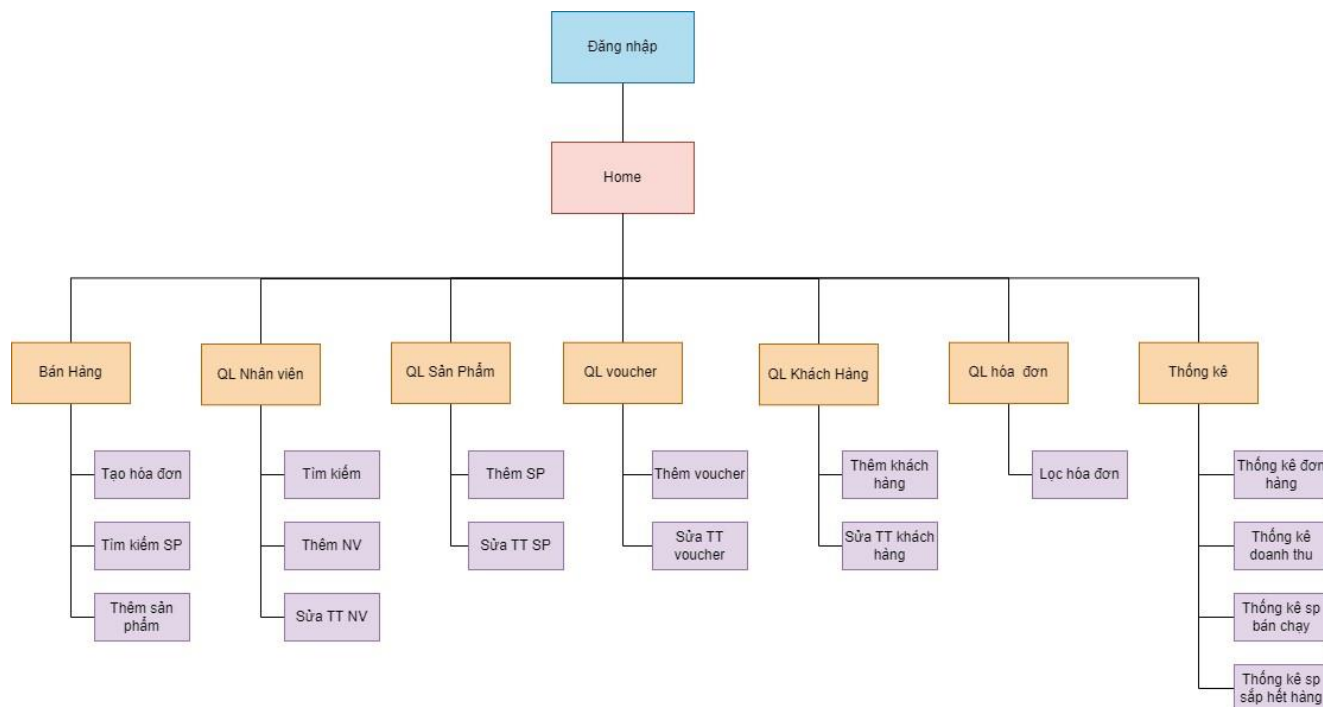 Đăng nhập
Home
Bán Hàng
QL Nhân viên
QL Sản Phẩm
QL voucher
QL Khách Hàng
QL hóa đơn
Thống kê
Tạo hóa đơn
Tìm kiếm
Thêm SP
Thêm voucher
Thêm khách
hàng
Lọc hóa đơn
Thống kê đơn
hàng
Tìm kiếm SP
Thêm NV
Sửa TT SP
Sửa TT
voucher
Sửa TT khách
hàng
Thống kê
doanh thu
Thêm sản
phẩm
Sửa TT NV
Thống kê sp
bán chạy
Thống kê sp
sắp hết hàng